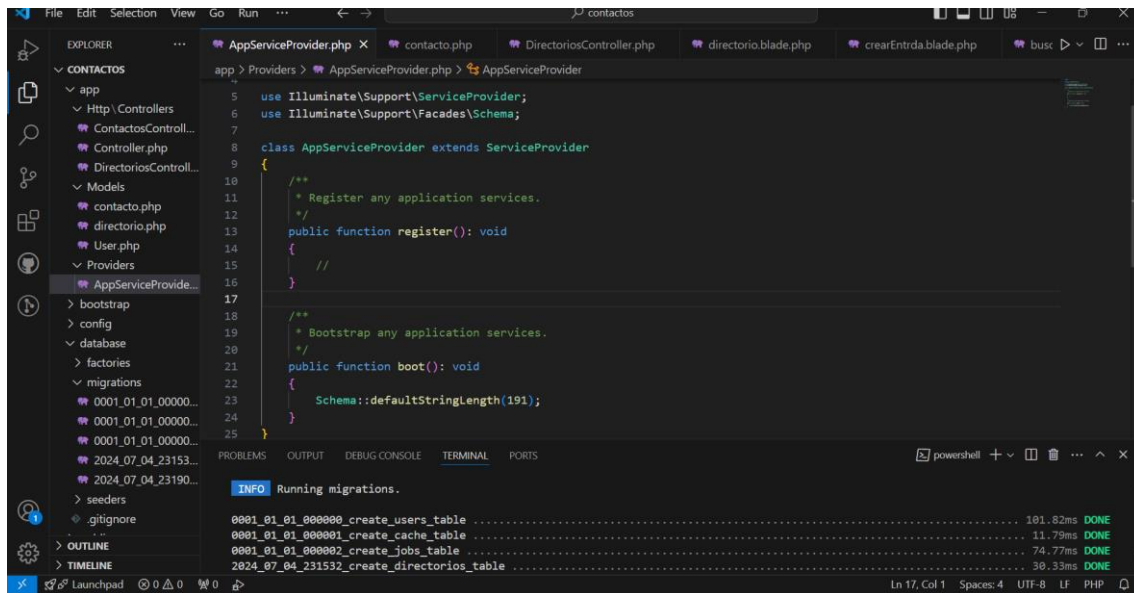 File Edit Selection View Go Run ... contactos
EXPLORER ...
AppServiceProvider.php contacto.php DirectoriosController.php directorio.blade.php crearEntrda.blade.php busc
CONTACTOS
app > Providers > AppServiceProvider.php > AppServiceProvider
app
Http\Controllers
ContactosControll...
Controller.php
DirectoriosControll...
Models
contacto.php
directorio.php
User.php
Providers
AppServiceProvide...
bootstrap
config
database
factories
migrations
0001_01_01_00000...
0001_01_01_00000...
0001_01_01_00000...
2024_07_04_23153...
2024_07_04_23190...
seeders
.gitignore
OUTLINE
TIMELINE
4
5 use Illuminate\Support\ServiceProvider;
6 use Illuminate\Support\Facades\Schema;
7
8 class AppServiceProvider extends ServiceProvider
9 {
10 /**
11 * Register any application services.
12 */
13 public function register(): void
14 {
15 //
16 }
17
18 /**
19 * Bootstrap any application services.
20 */
21 public function boot(): void
22 {
23 Schema::defaultStringLength(191);
24 }
25 }
PROBLEMS OUTPUT DEBUG CONSOLE TERMINAL PORTS powershell
INFO Running migrations.
0001_01_01_000000_create_users_table ... 101.82ms DONE
0001_01_01_000001_create_cache_table ... 11.79ms DONE
0001_01_01_000002_create_jobs_table ... 74.77ms DONE
2024_07_04_231532_create_directorios_table ... 30.33ms DONE
1
Launchpad 0 0 0 Ln 17, Col 1 Spaces: 4 UTF-8 LF PHP